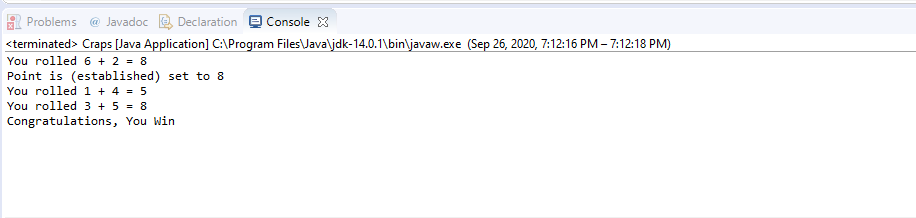 Problems @ Javadoc Declaration Console
<terminated> Craps [Java Application] C:\Program Files\Java\jdk-14.0.1\bin\javaw.exe (Sep 26, 2020, 7:12:16 PM – 7:12:18 PM)
You rolled 6 + 2 = 8
Point is (established) set to 8
You rolled 1 + 4 = 5
You rolled 3 + 5 = 8
Congratulations, You Win